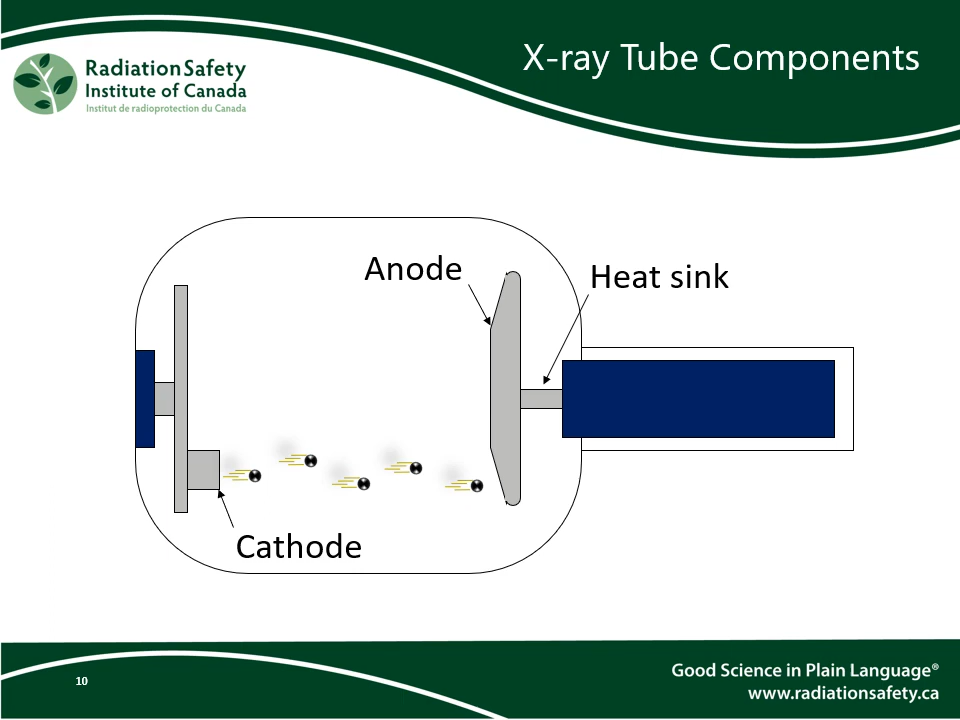 X-ray Tube Components
Radiation Safety
Institute of Canada
Institut de radioprotection du Canada
Anode
Heat sink
Cathode
10
Good Science in Plain Language®
www.radiationsafety.ca